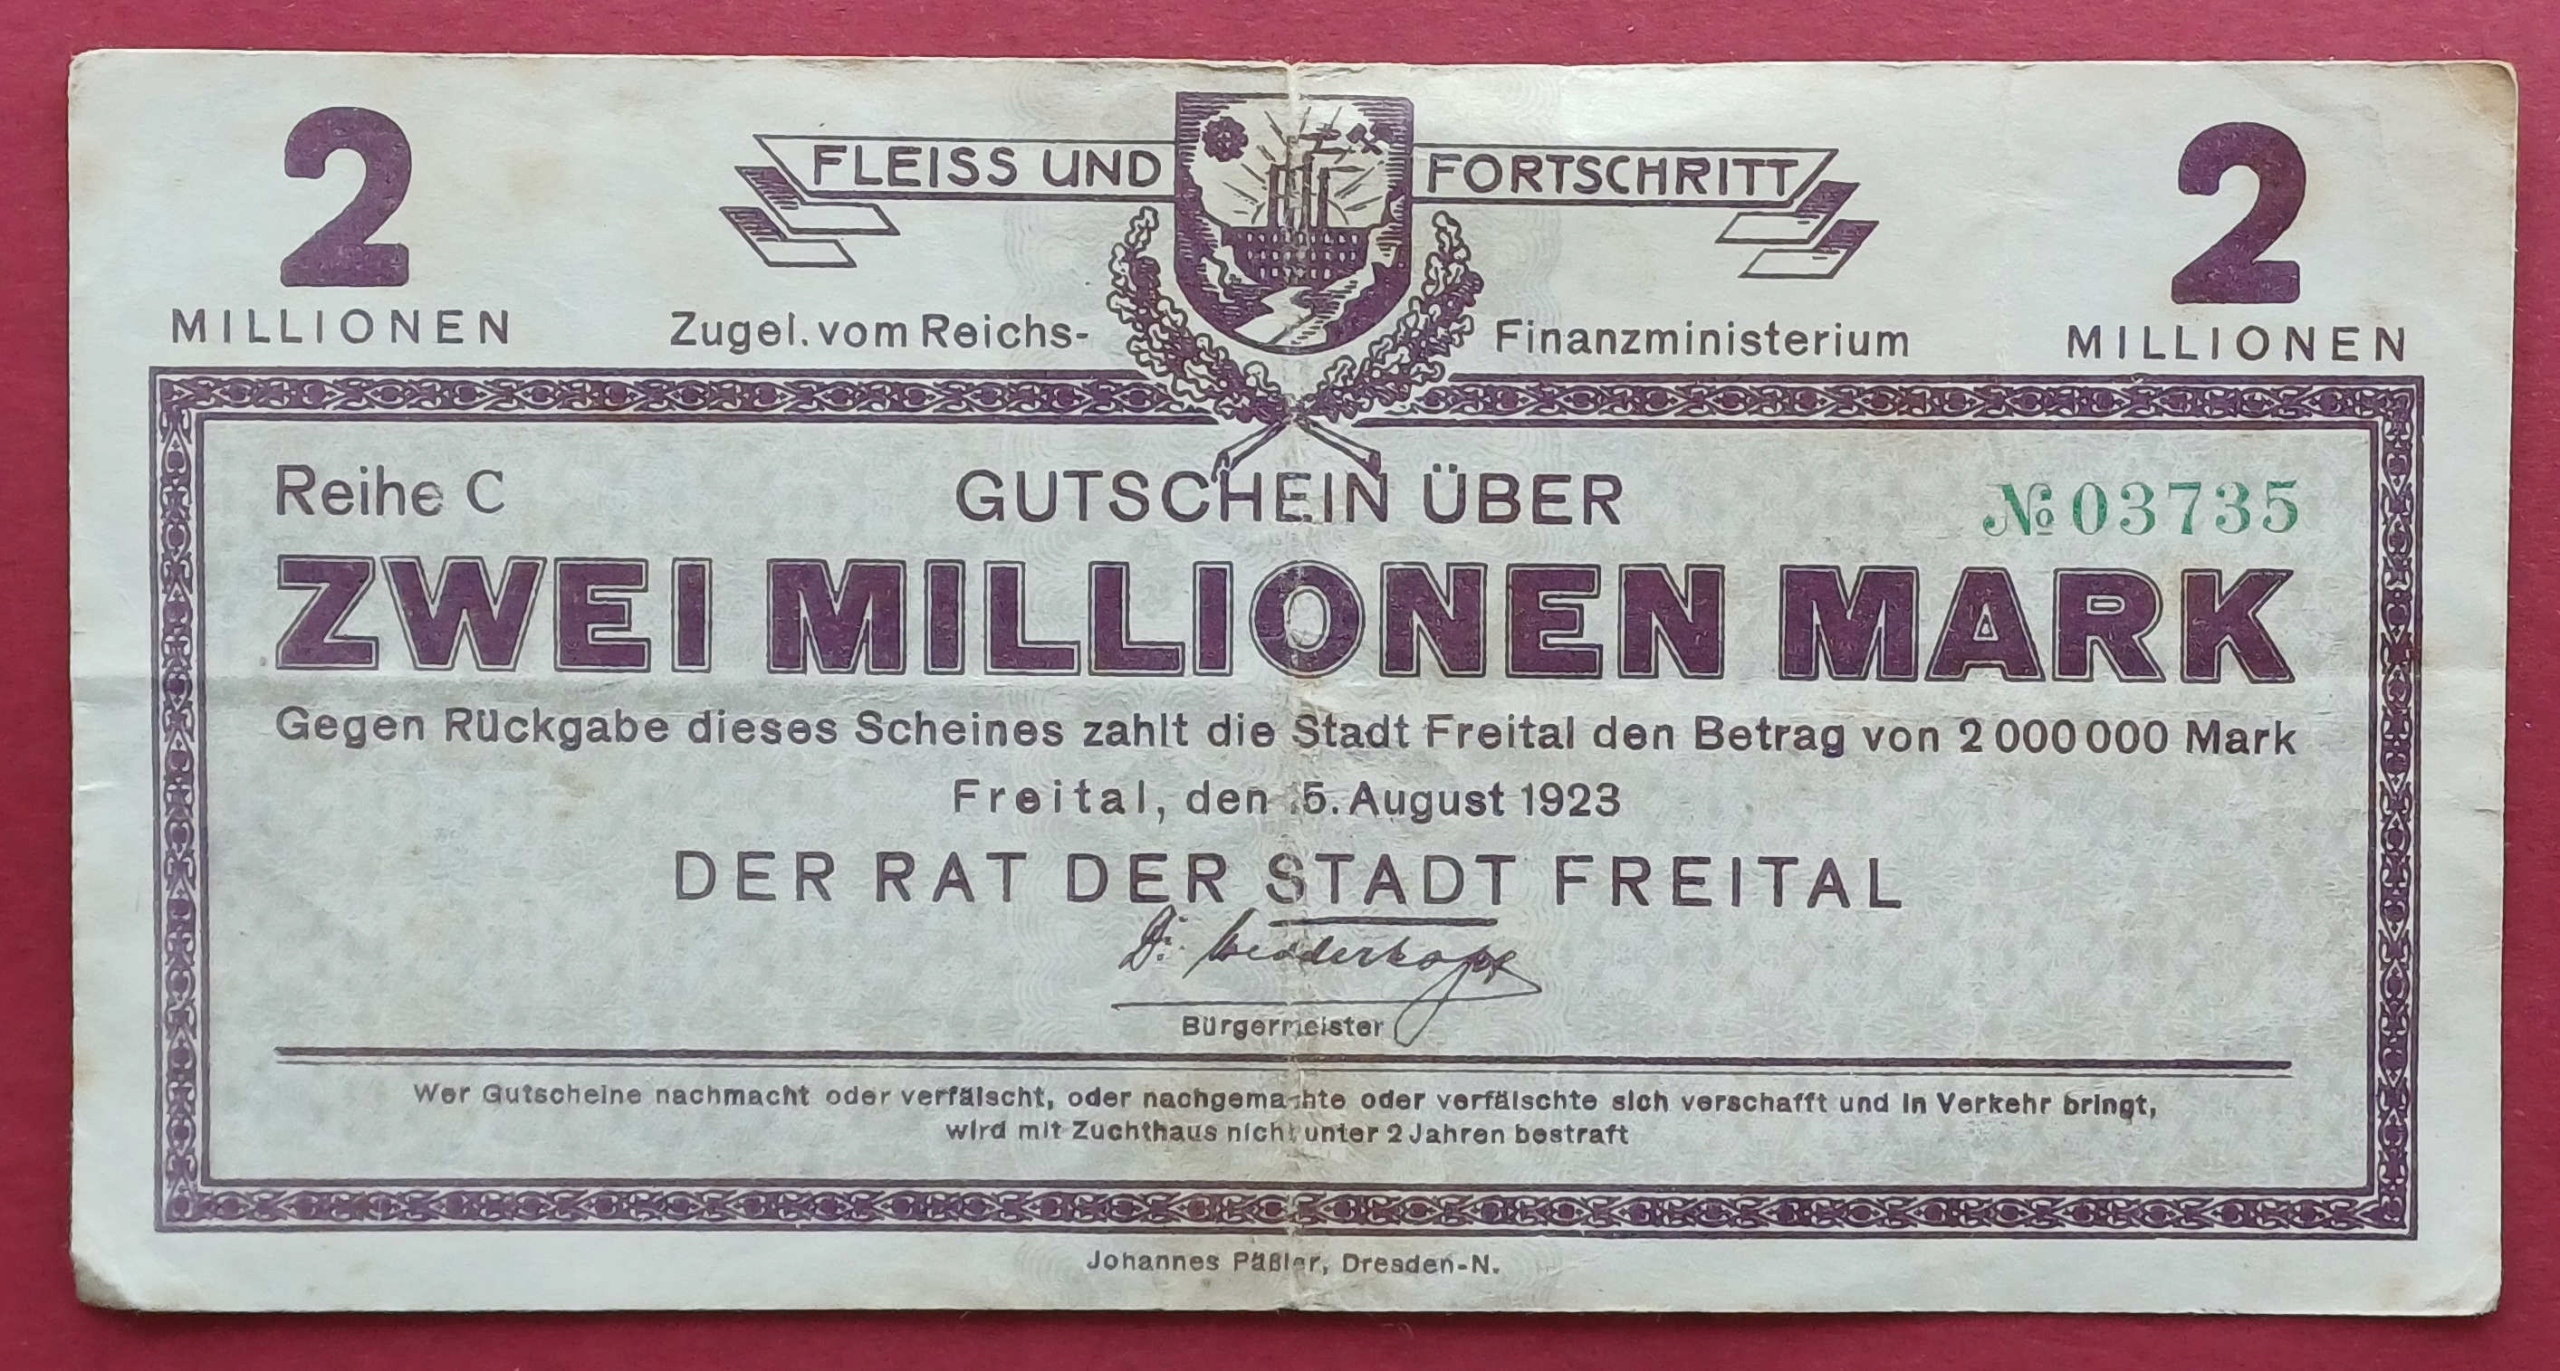 2 2
MILLIONEN MILLIONEN
FLEISS UND FORTSCHRITT
Zugel. vom Reichs- Finanzministerium
Reihe C GUTSCHEIN ÜBER № 03735
ZWEI MILLIONEN MARK
Gegen Rückgabe dieses Scheines zahlt die Stadt Freital den Betrag von 2 000 000 Mark
Freital, den 15. August 1923
DER RAT DER STADT FREITAL
Dr. Wedderkopf
Bürgermeister
Wer Gutscheine nachmacht oder verfälscht, oder nachgemachte oder verfälschte sich verschafft und in Verkehr bringt,
wird mit Zuchthaus nicht unter 2 Jahren bestraft
Johannes Päßler, Dresden-N.